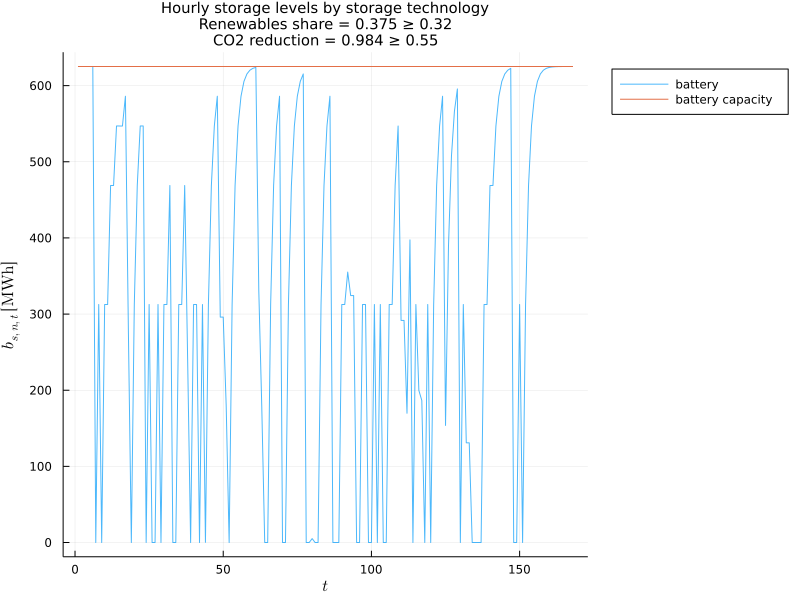 Hourly storage levels by storage technology
Renewables share = 0.375 ≥ 0.32
CO2 reduction = 0.984 ≥ 0.55
battery
battery capacity
600
500
400
300
200
100
0
b_{s, n, t} [MWh]
0 50 100 150
t